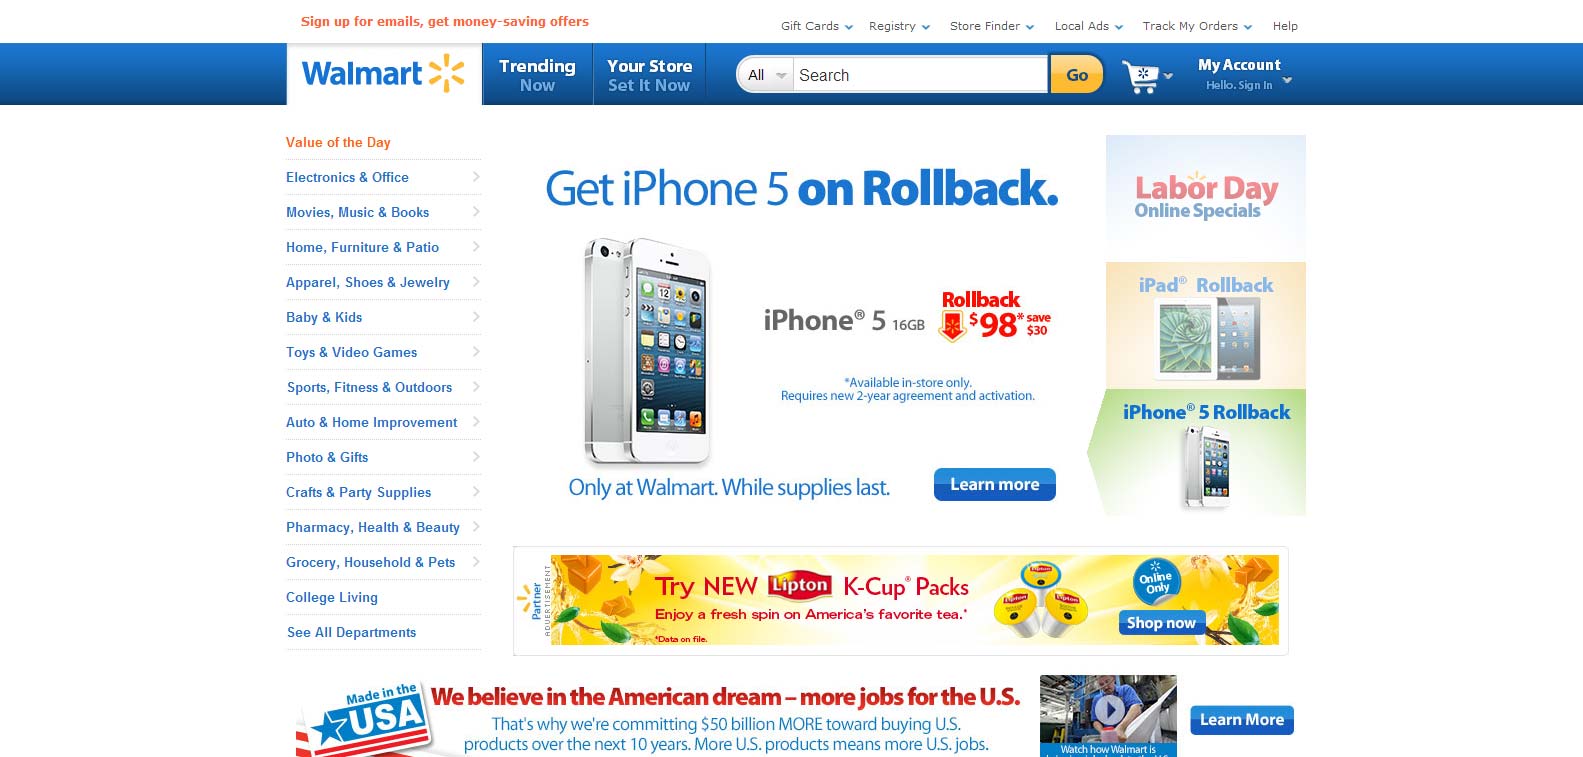 Sign up for emails, get money-saving offers
Gift Cards
Registry
Store Finder
Local Ads
Track My Orders
Help
Walmart
Trending
Now
Your Store
Set It Now
All
Search
Go
My Account
Hello. Sign In
Value of the Day
Electronics & Office
Movies, Music & Books
Home, Furniture & Patio
Apparel, Shoes & Jewelry
Baby & Kids
Toys & Video Games
Sports, Fitness & Outdoors
Auto & Home Improvement
Photo & Gifts
Crafts & Party Supplies
Pharmacy, Health & Beauty
Grocery, Household & Pets
College Living
See All Departments
Get iPhone 5 on Rollback.
iPhone® 5 16GB
Rollback
$98* save
$30
*Available in-store only.
Requires new 2-year agreement and activation.
Only at Walmart. While supplies last.
Learn more
Labor Day
Online Specials
iPad® Rollback
iPhone® 5 Rollback
Partner
ADVERTISEMENT
Try NEW Lipton K-Cup® Packs
Enjoy a fresh spin on America's favorite tea.*
*Data on file.
Online
Only
Shop now
Made in the
USA
We believe in the American dream – more jobs for the U.S.
That's why we're committing $50 billion MORE toward buying U.S.
products over the next 10 years. More U.S. products means more U.S. jobs.
Watch how Walmart is
Learn More